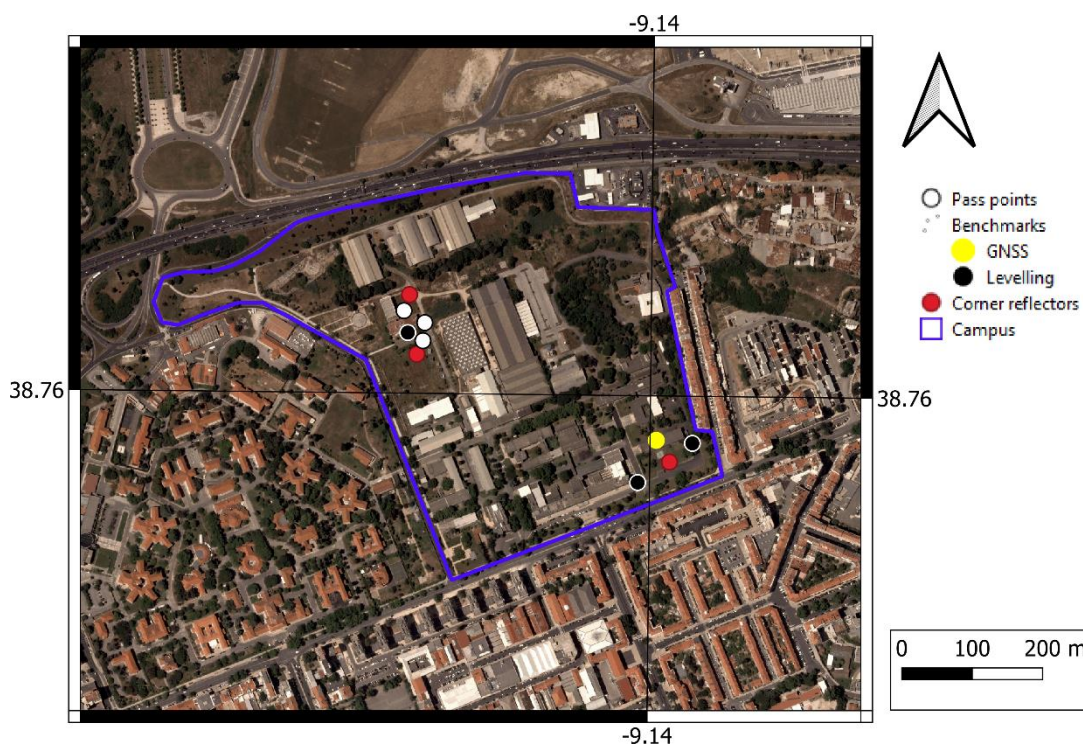 -9.14
38.76
38.76
-9.14
Pass points
Benchmarks
GNSS
Levelling
Corner reflectors
Campus
0 100 200 m